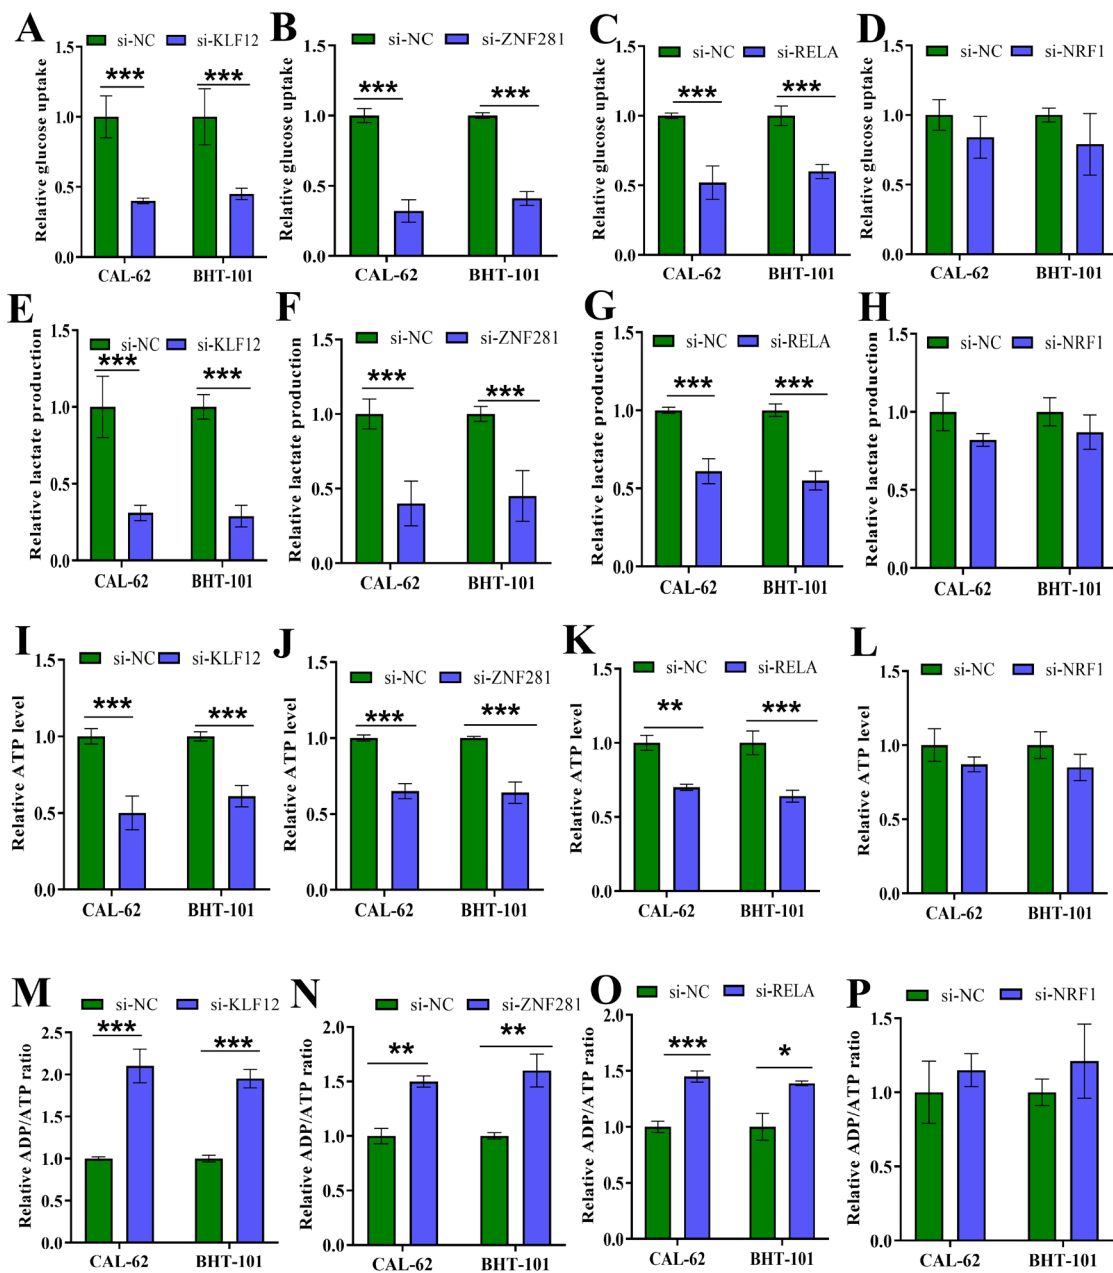 A
si-NC si-KLF12
Relative glucose uptake
1.5
1.0
0.5
0.0
*** ***
CAL-62 BHT-101
B
si-NC si-ZNF281
Relative glucose uptake
1.5
1.0
0.5
0.0
*** ***
CAL-62 BHT-101
C
si-NC si-RELA
Relative glucose uptake
1.5
1.0
0.5
0.0
*** ***
CAL-62 BHT-101
D
si-NC si-NRF1
Relative glucose uptake
1.5
1.0
0.5
0.0
CAL-62 BHT-101
E
si-NC si-KLF12
Relative lactate production
1.5
1.0
0.5
0.0
*** ***
CAL-62 BHT-101
F
si-NC si-ZNF281
Relative lactate production
1.5
1.0
0.5
0.0
*** ***
CAL-62 BHT-101
G
si-NC si-RELA
Relative lactate production
1.5
1.0
0.5
0.0
*** ***
CAL-62 BHT-101
H
si-NC si-NRF1
Relative lactate production
1.5
1.0
0.5
0.0
CAL-62 BHT-101
I
si-NC si-KLF12
Relative ATP level
1.5
1.0
0.5
0.0
*** ***
CAL-62 BHT-101
J
si-NC si-ZNF281
Relative ATP level
1.5
1.0
0.5
0.0
*** ***
CAL-62 BHT-101
K
si-NC si-RELA
Relative ATP level
1.5
1.0
0.5
0.0
** ***
CAL-62 BHT-101
L
si-NC si-NRF1
Relative ATP level
1.5
1.0
0.5
0.0
CAL-62 BHT-101
M
si-NC si-KLF12
Relative ADP/ATP ratio
2.5
2.0
1.5
1.0
0.5
0.0
*** ***
CAL-62 BHT-101
N
si-NC si-ZNF281
Relative ADP/ATP ratio
2.0
1.5
1.0
0.5
0.0
** **
CAL-62 BHT-101
O
si-NC si-RELA
Relative ADP/ATP ratio
2.0
1.5
1.0
0.5
0.0
*** *
CAL-62 BHT-101
P
si-NC si-NRF1
Relative ADP/ATP ratio
1.5
1.0
0.5
0.0
CAL-62 BHT-101